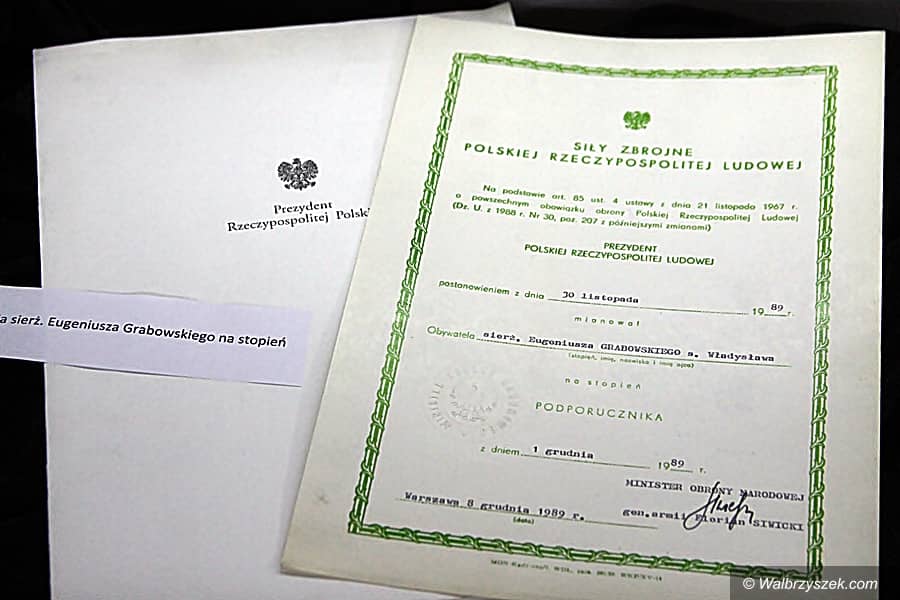 Prezydent
Rzeczypospolitej Polski
a sierż. Eugeniusza Grabowskiego na stopień
SIŁY ZBROJNE
POLSKIEJ RZECZYPOSPOLITEJ LUDOWEJ
Na podstawie art. 85 ust. 4 ustawy z dnia 21 listopada 1967 r.
o powszechnym obowiązku obrony Polskiej Rzeczypospolitej Ludowej
(Dz. U. z 1988 r. Nr 30, poz. 207 z późniejszymi zmianami)
PREZYDENT
POLSKIEJ RZECZYPOSPOLITEJ LUDOWEJ
postanowieniem z dnia 30 listopada 1989 r.
mianował
Obywatela sierż. Eugeniusza GRABOWSKIEGO s. Władysława
(stopień, imię, nazwisko i imię ojca)
na stopień
PODPORUCZNIKA
z dniem 1 grudnia 1989 r.
MINISTER OBRONY NARODOWEJ
gen. armii Florian SIWICKI
Warszawa 8 grudnia 1989 r.
(data)
© Walbrzyszek.com